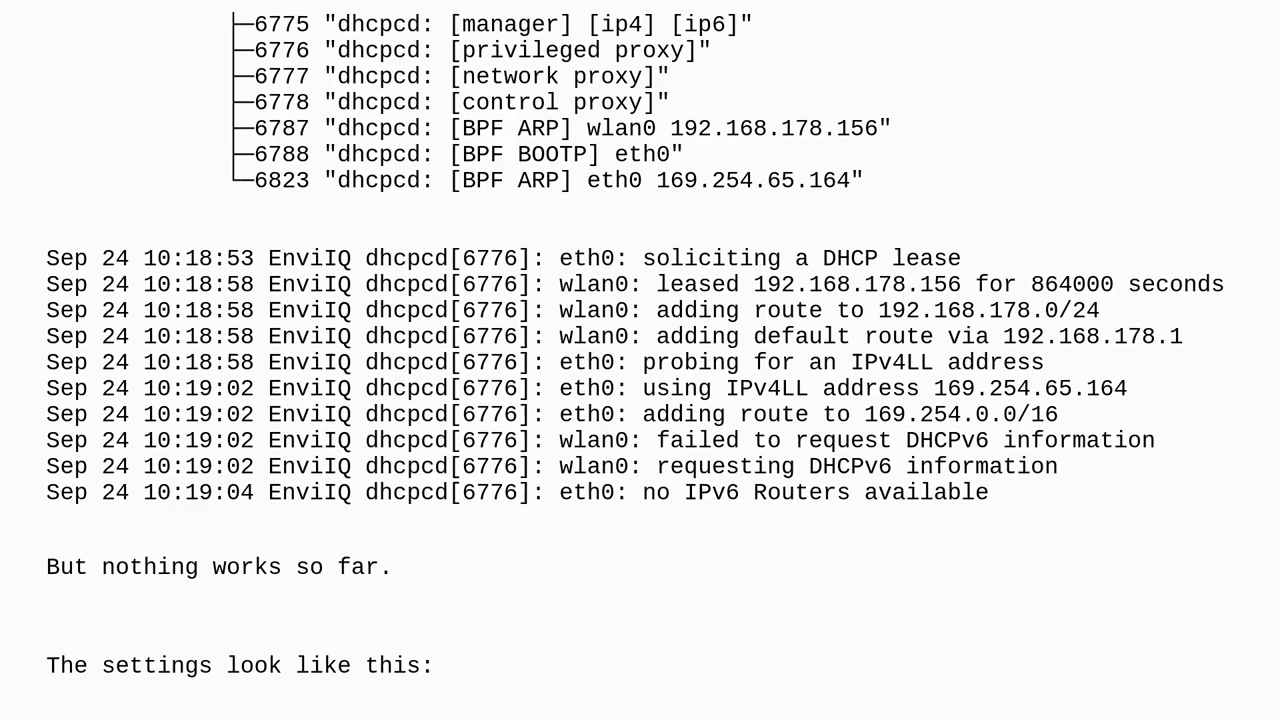 ├─6775 "dhcpcd: [manager] [ip4] [ip6]"
├─6776 "dhcpcd: [privileged proxy]"
├─6777 "dhcpcd: [network proxy]"
├─6778 "dhcpcd: [control proxy]"
├─6787 "dhcpcd: [BPF ARP] wlan0 192.168.178.156"
├─6788 "dhcpcd: [BPF BOOTP] eth0"
└─6823 "dhcpcd: [BPF ARP] eth0 169.254.65.164"
Sep 24 10:18:53 EnviIQ dhcpcd[6776]: eth0: soliciting a DHCP lease
Sep 24 10:18:58 EnviIQ dhcpcd[6776]: wlan0: leased 192.168.178.156 for 864000 seconds
Sep 24 10:18:58 EnviIQ dhcpcd[6776]: wlan0: adding route to 192.168.178.0/24
Sep 24 10:18:58 EnviIQ dhcpcd[6776]: wlan0: adding default route via 192.168.178.1
Sep 24 10:18:58 EnviIQ dhcpcd[6776]: eth0: probing for an IPv4LL address
Sep 24 10:19:02 EnviIQ dhcpcd[6776]: eth0: using IPv4LL address 169.254.65.164
Sep 24 10:19:02 EnviIQ dhcpcd[6776]: eth0: adding route to 169.254.0.0/16
Sep 24 10:19:02 EnviIQ dhcpcd[6776]: wlan0: failed to request DHCPv6 information
Sep 24 10:19:02 EnviIQ dhcpcd[6776]: wlan0: requesting DHCPv6 information
Sep 24 10:19:04 EnviIQ dhcpcd[6776]: eth0: no IPv6 Routers available
But nothing works so far.
The settings look like this: